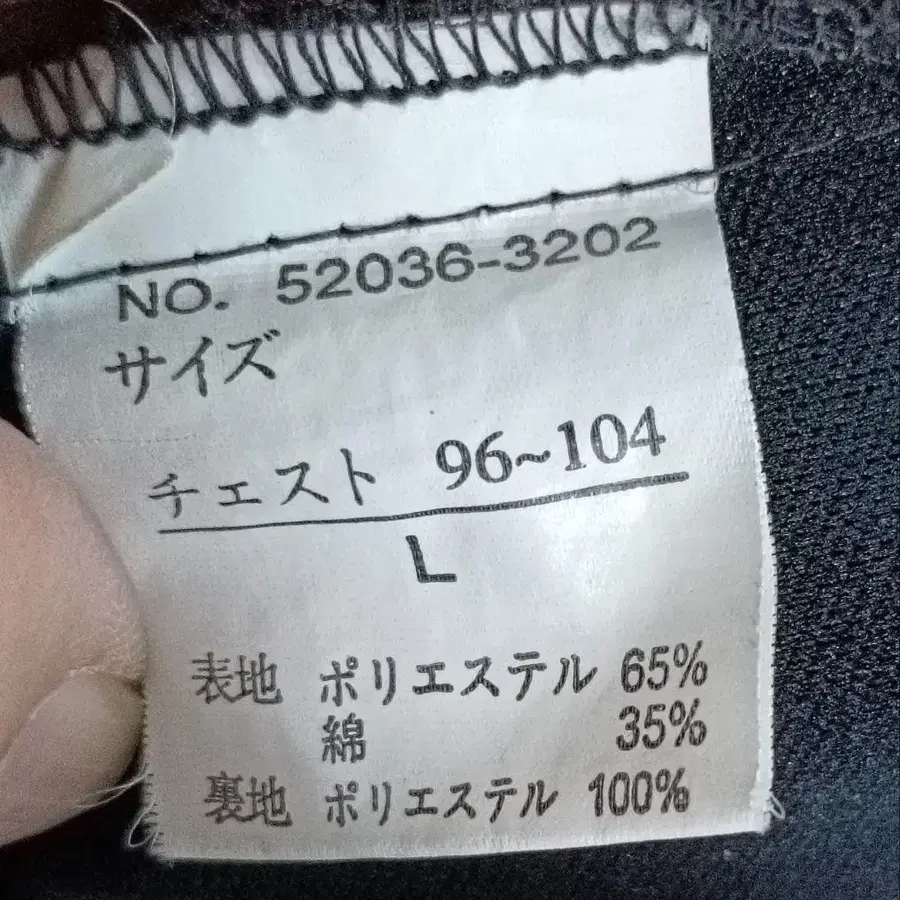 NO. 52036-3202
サイズ
チェスト 96~104
L
表地 ポリエステル 65%
綿 35%
裏地 ポリエステル 100%